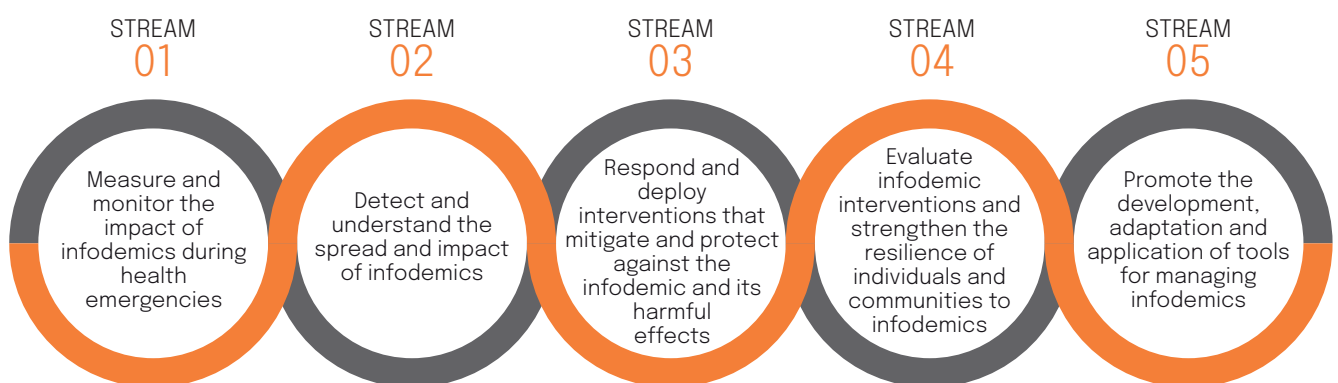 STREAM
01
Measure and
monitor the
impact of
infodemics during
health
emergencies
STREAM
02
Detect and
understand the
spread and impact
of infodemics
STREAM
03
Respond and
deploy
interventions that
mitigate and protect
against the
infodemic and its
harmful
effects
STREAM
04
Evaluate
infodemic
interventions and
strengthen the
resilience of
individuals and
communities to
infodemics
STREAM
05
Promote the
development,
adaptation and
application of tools
for managing
infodemics